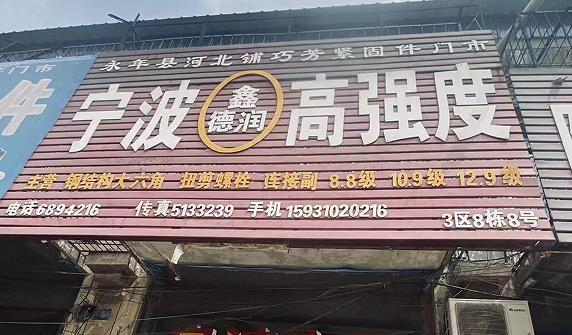 永年县河北铺巧芳紧固件门市
宁波 鑫德润 高强度
主营 钢结构大六角 扭剪螺栓 连接副 8.8级 10.9级 12.9级
电话6894216 传真5133239 手机15931020216 3区8栋8号
门市
件